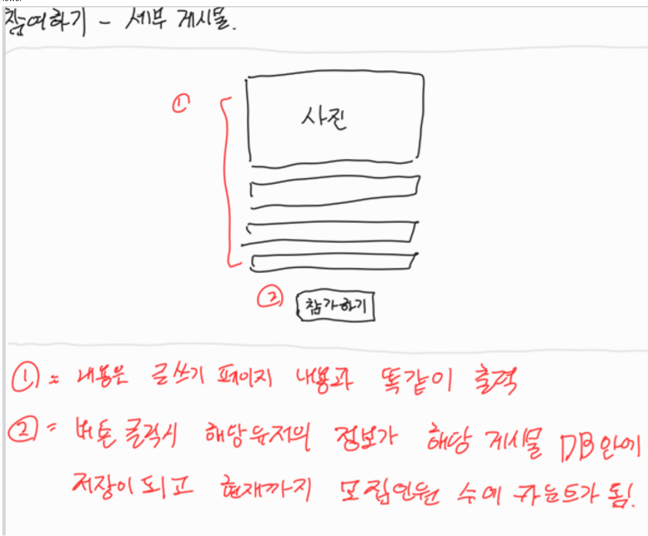 참여하기 - 세부 게시물.
①
사진
②
참가하기
① = 내용은 글쓰기 페이지 내용과 똑같이 출력
② = 버튼 클릭시 해당유저의 정보가 해당 게시물 DB안에
저장이 되고 현재까지 모집인원 수에 카운트가 됨!